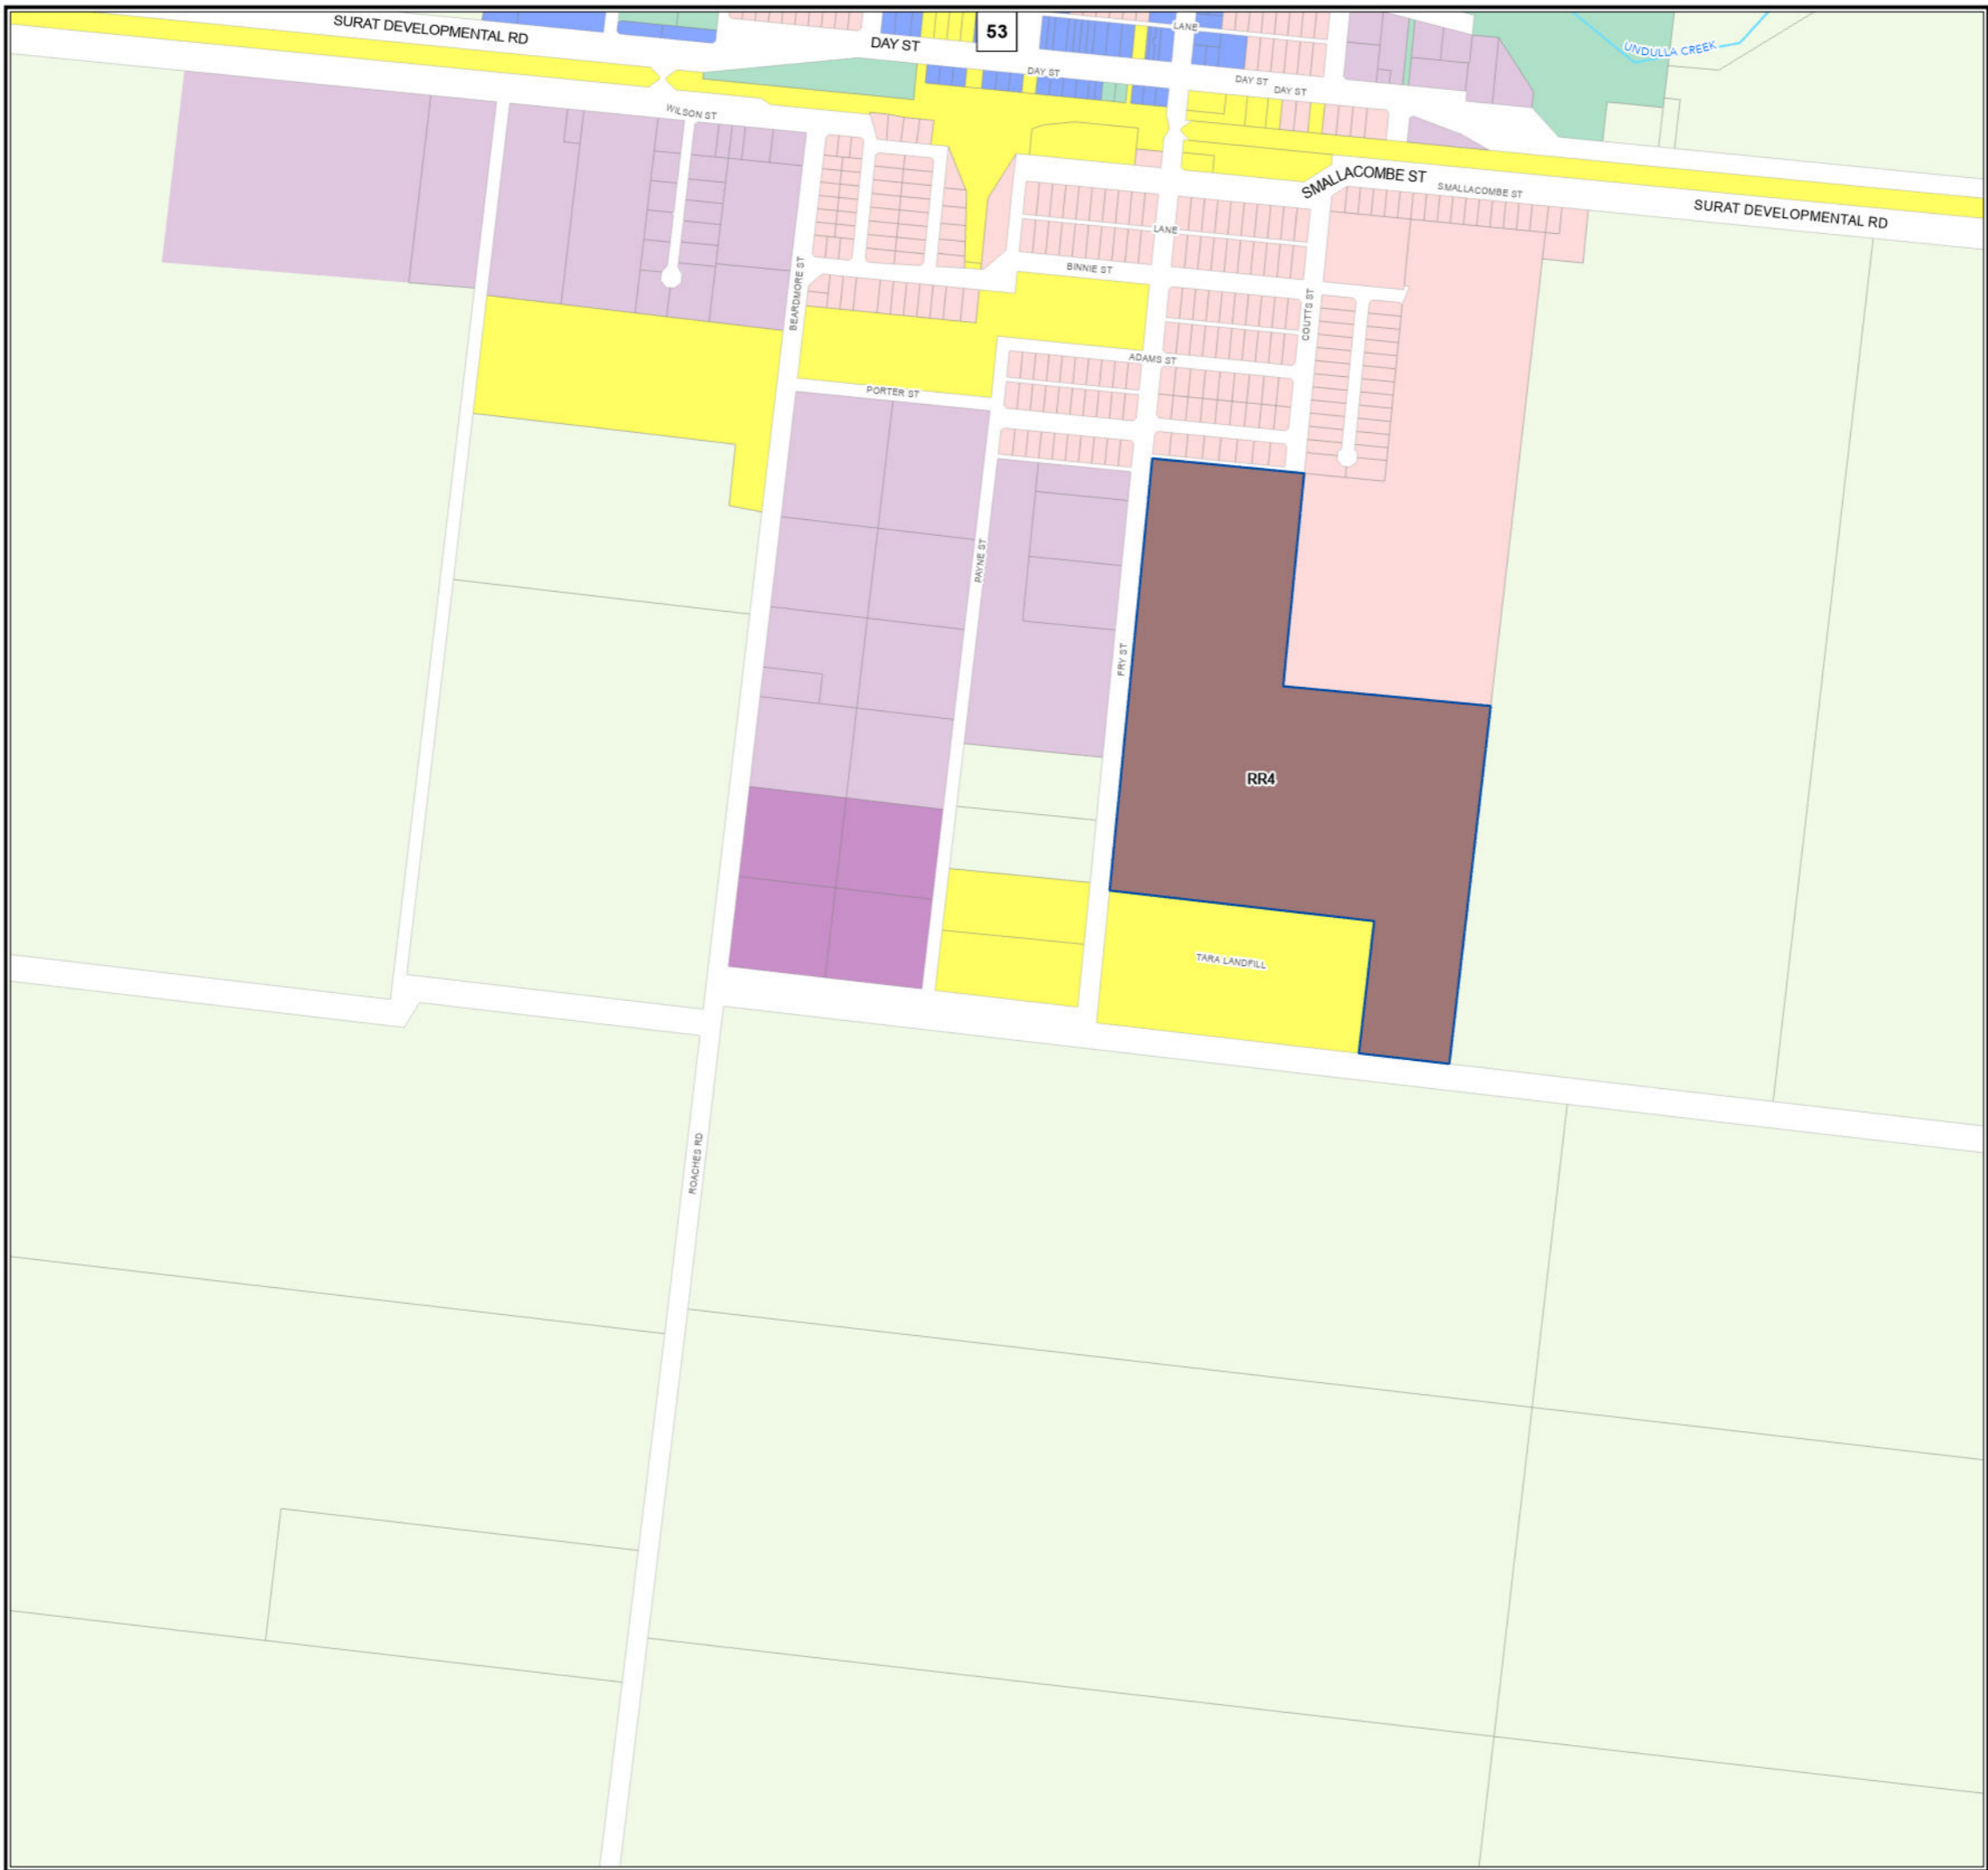 SURAT DEVELOPMENTAL RD
DAY ST
53
LANE
UNDULLA CREEK
DAY ST
DAY ST
DAY ST
WILSON ST
SMALLACOMBE ST
SMALLACOMBE ST
SURAT DEVELOPMENTAL RD
LANE
BINNIE ST
BEARDMORE ST
COUTTS ST
ADAMS ST
PORTER ST
PAYNE ST
FRY ST
RR4
TARA LANDFILL
ROACHES RD